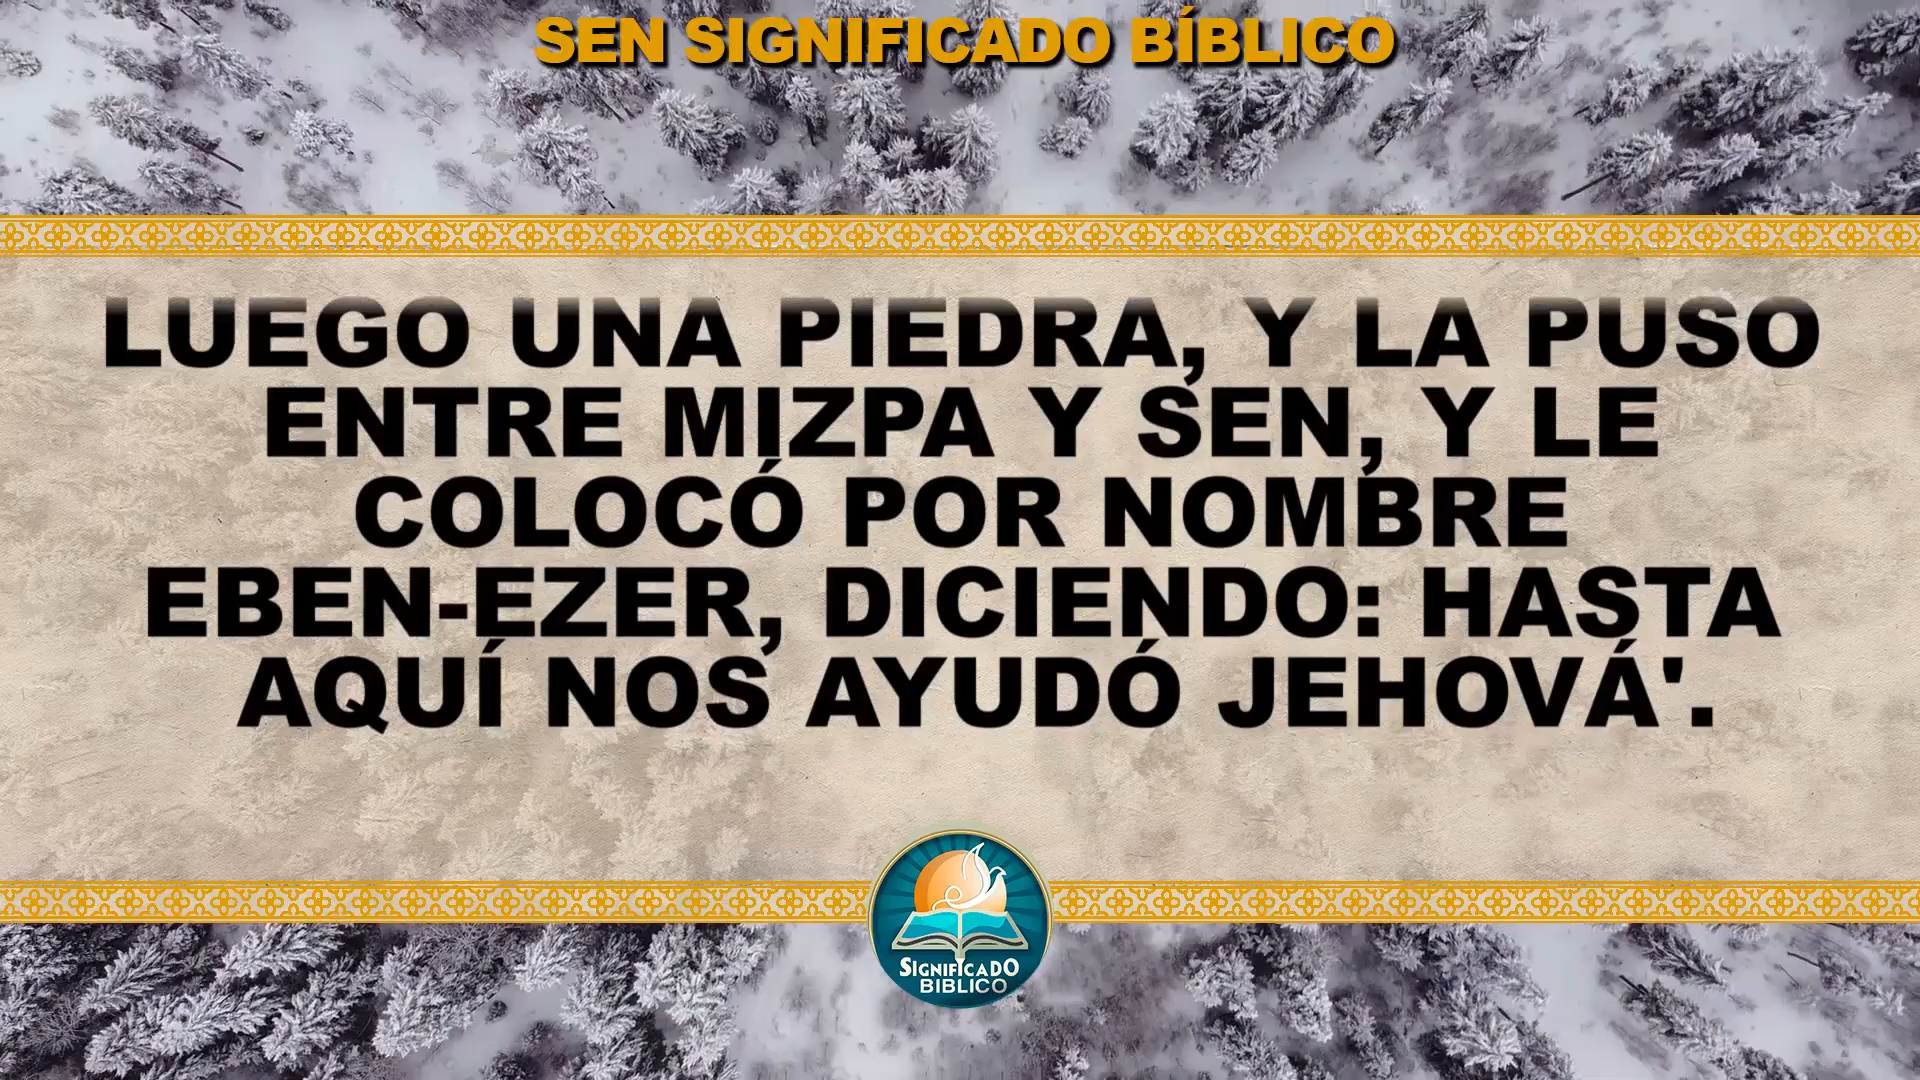 SEN SIGNIFICADO BÍBLICO
LUEGO UNA PIEDRA, Y LA PUSO
ENTRE MIZPA Y SEN, Y LE
COLOCÓ POR NOMBRE
EBEN-EZER, DICIENDO: HASTA
AQUÍ NOS AYUDÓ JEHOVÁ'.
SIGNIFICADO
BIBLICO